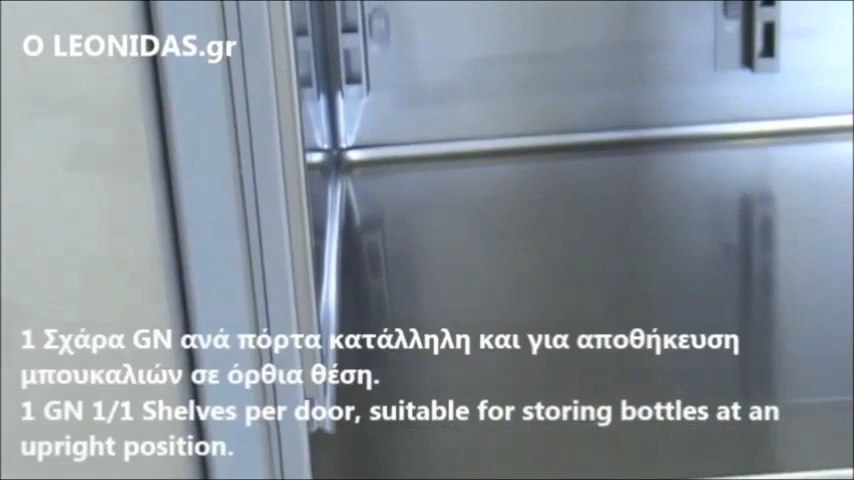 Ο LEONIDAS.gr
1 Σχάρα GN ανά πόρτα κατάλληλη και για αποθήκευση
μπουκαλιών σε όρθια θέση.
1 GN 1/1 Shelves per door, suitable for storing bottles at an
upright position.